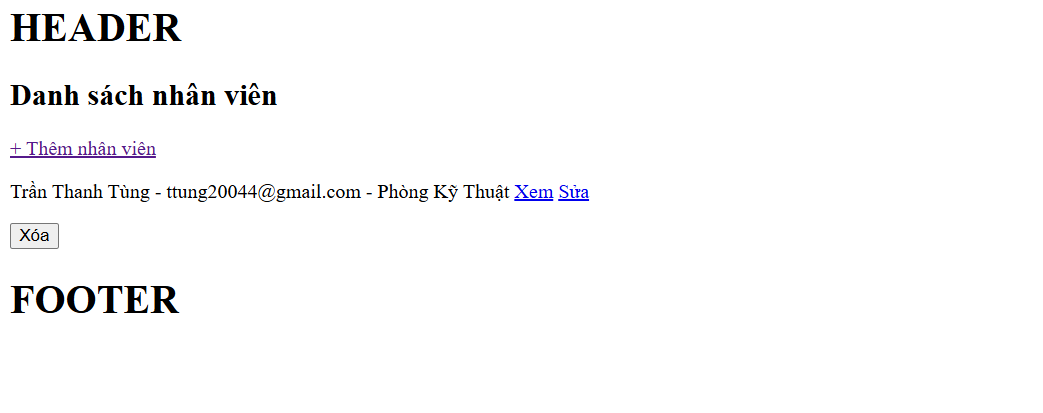 HEADER
Danh sách nhân viên
+ Thêm nhân viên
Trần Thanh Tùng - ttung20044@gmail.com - Phòng Kỹ Thuật Xem Sửa
Xóa
FOOTER